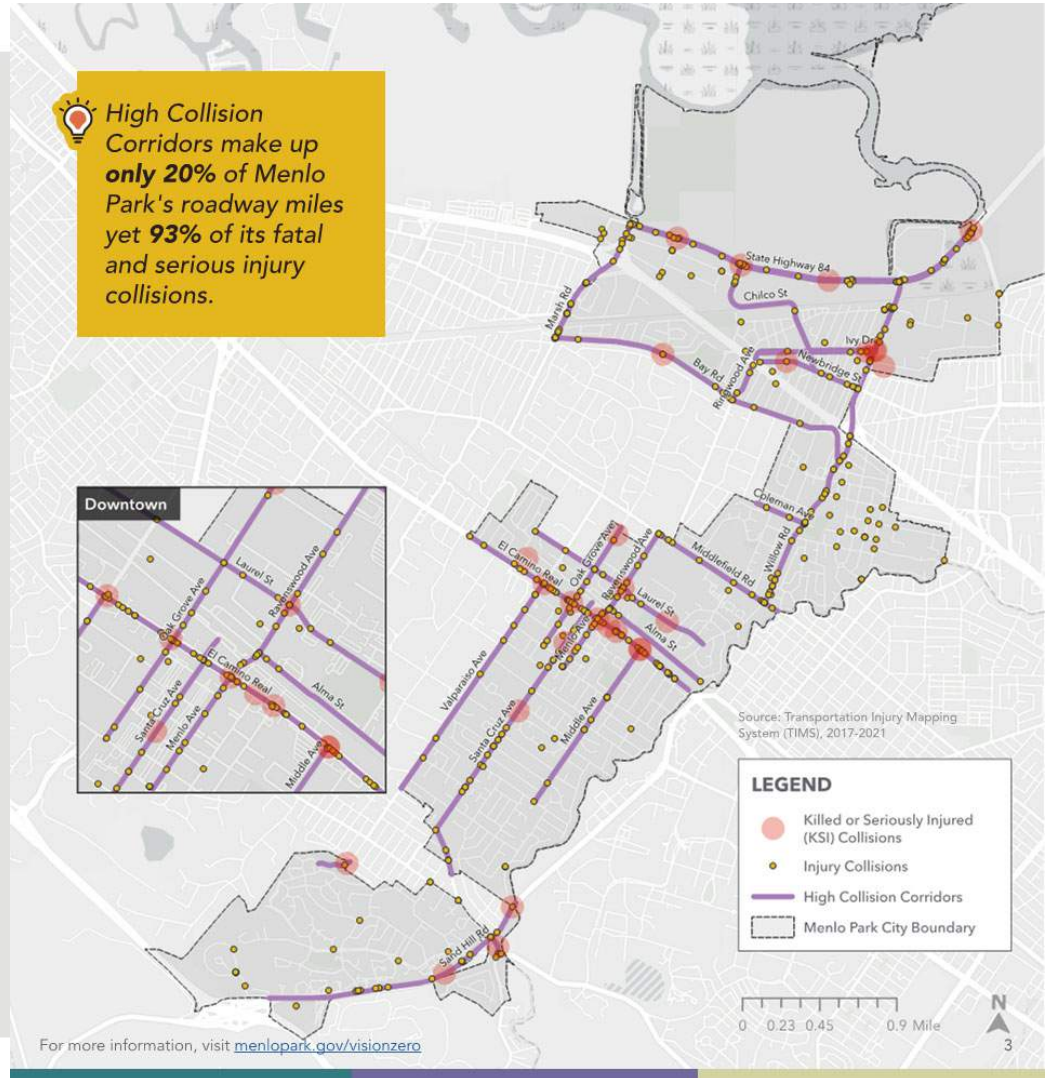 High Collision
Corridors make up
only 20% of Menlo
Park's roadway miles
yet 93% of its fatal
and serious injury
collisions.
State Highway 84
Chilco St
Marsh Rd
Ivy Dr
Newbridge St
Bay Rd
Ringwood Ave
Coleman Ave
Willow Rd
Middlefield Rd
El Camino Real
Oak Grove Ave
Ravenswood Ave
Laurel St
Alma St
Menlo Ave
Valparaiso Ave
Santa Cruz Ave
Middle Ave
Sand Hill Rd
Downtown
Laurel St
Ravenswood Ave
Oak Grove Ave
El Camino Real
Alma St
Santa Cruz Ave
Menlo Ave
Middle Ave
Source: Transportation Injury Mapping
System (TIMS), 2017-2021
LEGEND
Killed or Seriously Injured
(KSI) Collisions
Injury Collisions
High Collision Corridors
Menlo Park City Boundary
0 0.23 0.45 0.9 Mile
N
3
For more information, visit menlopark.gov/visionzero